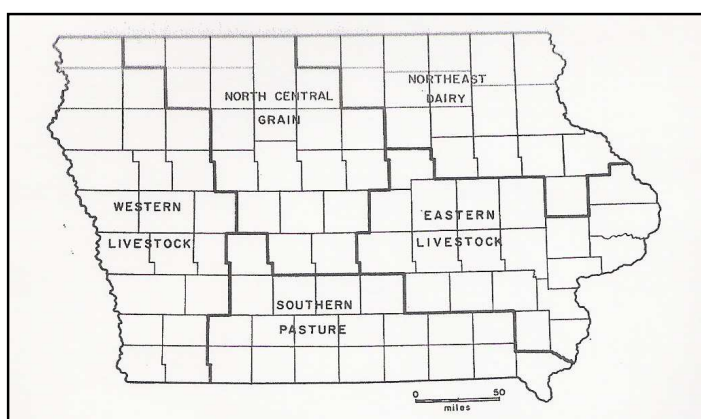 NORTH CENTRAL
GRAIN
NORTHEAST
DAIRY
WESTERN
LIVESTOCK
EASTERN
LIVESTOCK
SOUTHERN
PASTURE
0 50
miles